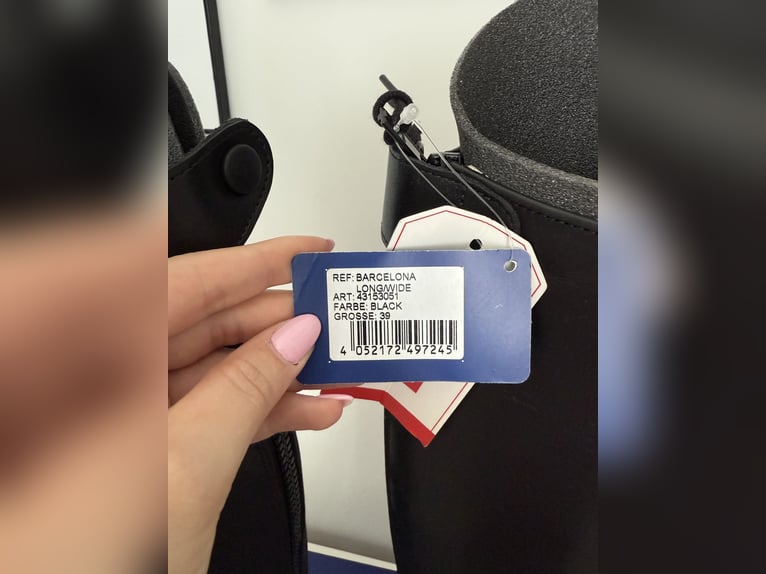 REF: BARCELONA
LONG/WIDE
ART: 43153051
FARBE: BLACK
GROSSE: 39
4 052172 497245